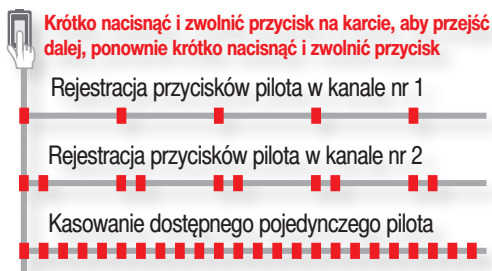 Krótko nacisnąć i zwolnić przycisk na karcie, aby przejść
dalej, ponownie krótko nacisnąć i zwolnić przycisk
Rejestracja przycisków pilota w kanale nr 1
Rejestracja przycisków pilota w kanale nr 2
Kasowanie dostępnego pojedynczego pilota